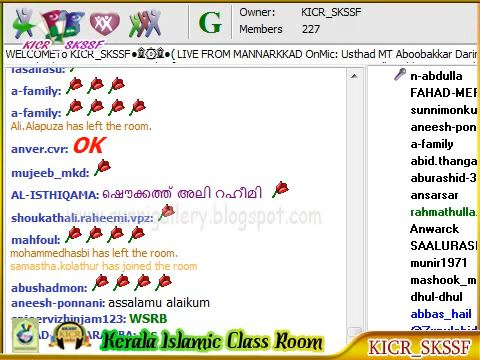 G
Owner: KICR_SKSSF
Members 227
KICR_SKSSF
WELCOMETo KICR_SKSSF●۩۞۩●( LIVE FROM MANNARKKAD OnMic: Usthad MT Aboobakkar Darin
fasalfasu:
a-family:
a-family:
Ali.Alapuza has left the room.
anver.cvr: OK
mujeeb_mkd:
AL-ISTHIQAMA: ഷൌക്കത്ത് അലി റഹീമി
shoukathali.raheemi.vpz:
mahfoul:
mohammedhasbi has left the room.
samastha.kolathur has joined the room
abushadmon:
aneesh-ponnani: assalamu alaikum
WSRB
n-abdulla
FAHAD-MER
sunnimonku
aneesh-pon
a-family
abid.thanga
aburashid-3
ansarsar
rahmathulla.
Anwarck
SAALURASI
munir1971
mashook_m
dhul-dhul
abbas_hail
Kerala Islamic Class Room
KICR_SKSSF